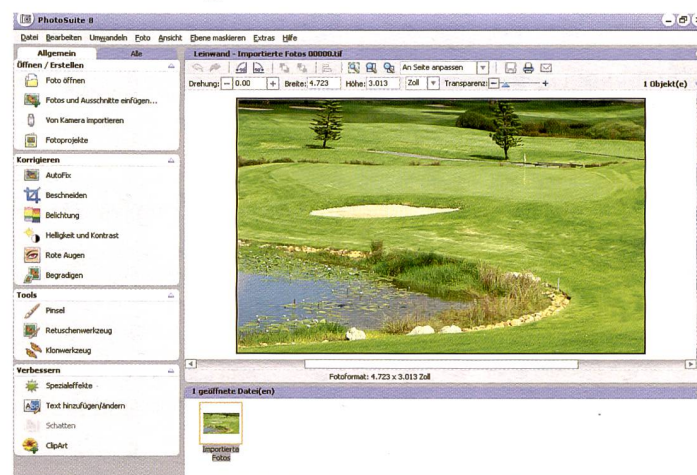 PhotoSuite 8
Datei Bearbeiten Umwandeln Foto Ansicht Ebene maskieren Extras Hilfe
Allgemein Alle
Öffnen / Erstellen
Foto öffnen
Fotos und Ausschnitte einfügen...
Von Kamera importieren
Fotoprojekte
Korrigieren
AutoFix
Beschneiden
Belichtung
Helligkeit und Kontrast
Rote Augen
Begradigen
Tools
Pinsel
Retuschenwerkzeug
Klonwerkzeug
Verbessern
Spezialeffekte
Text hinzufügen/ändern
Schatten
ClipArt
Leinwand - Importierte Fotos 00000.tif
An Seite anpassen
Drehung: 0.00 Breite: 4.723 Höhe: 3.013 Zoll Transparenz: 1 Objekt(e)
Fotoformat: 4.723 x 3.013 Zoll
1 geöffnete Datei(en)
Importierte
Fotos